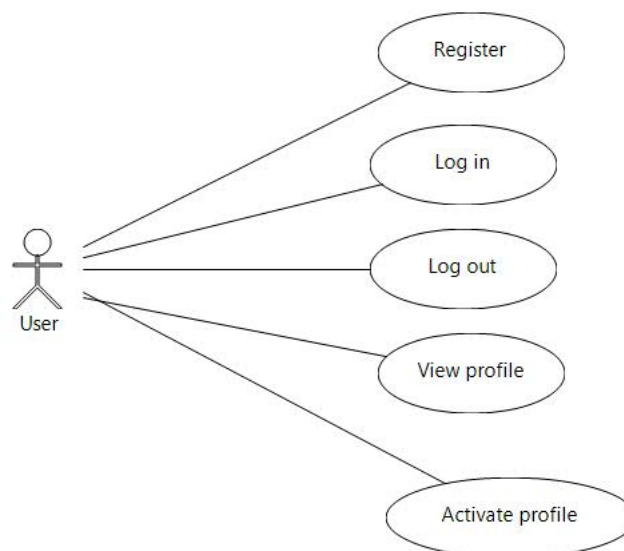 Register
Log in
Log out
User
View profile
Activate profile